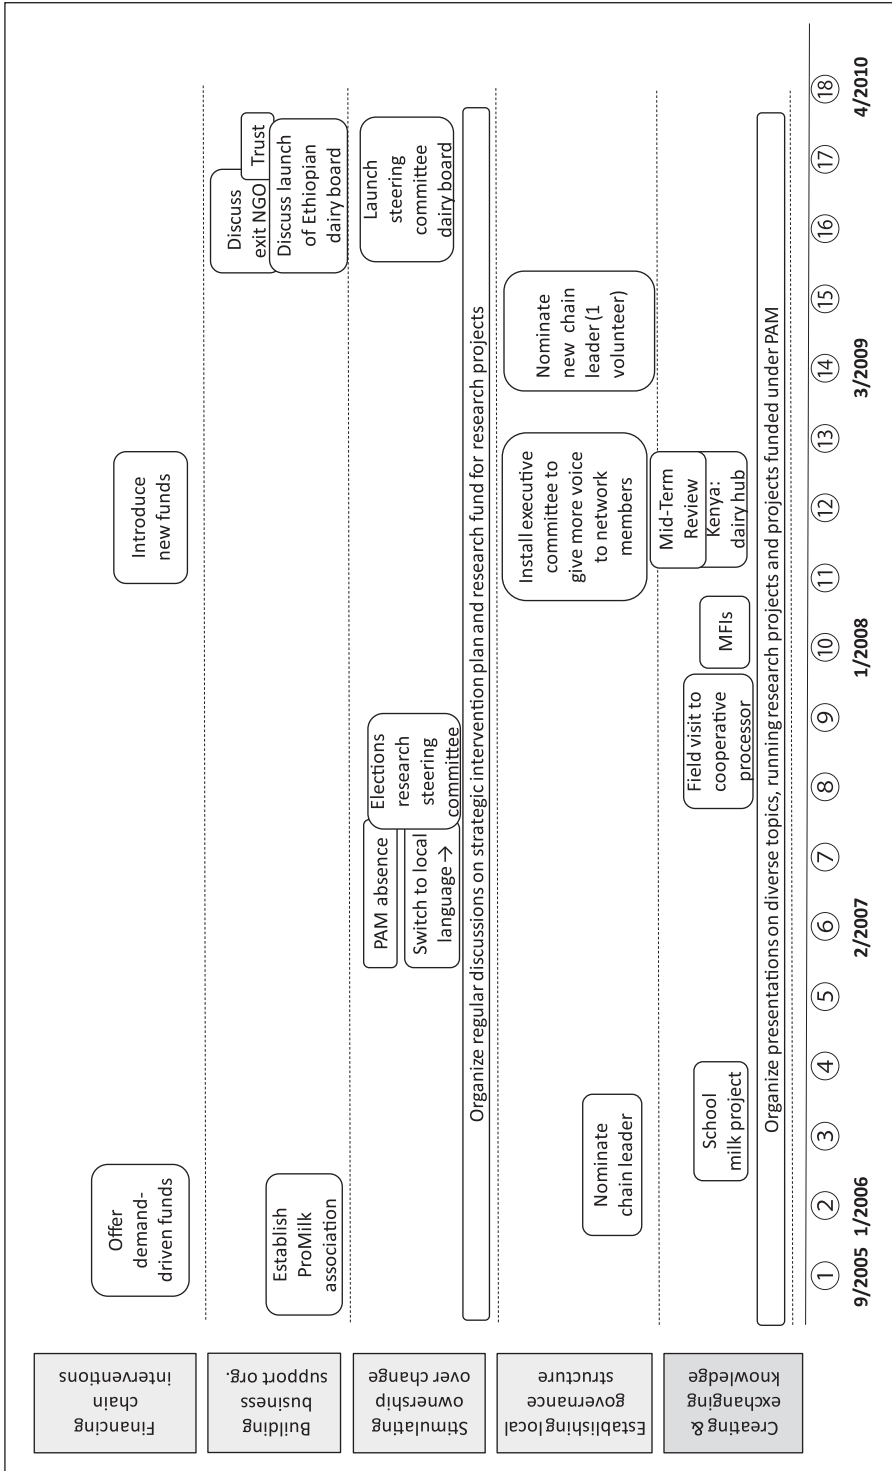 Financing
chain
interventions
Offer
demand-
driven funds
Introduce
new funds
Building
business
support org.
Establish
ProMilk
association
Discuss
exit NGO
Trust
Discuss launch
of Ethiopian
dairy board
Stimulating
ownership
over change
PAM absence
Switch to local
language →
Elections
research
steering
committee
Launch
steering
committee
dairy board
Organize regular discussions on strategic intervention plan and research fund for research projects
Establishing local
governance
structure
Nominate
chain leader
Install executive
committee to
give more voice
to network
members
Nominate
new chain
leader (1
volunteer)
Creating &
exchanging
knowledge
School
milk project
Field visit to
cooperative
processor
MFIs
Mid-Term
Review
Kenya:
dairy hub
Organize presentations on diverse topics, running research projects and projects funded under PAM
1 2 3 4 5 6 7 8 9 10 11 12 13 14 15 16 17 18
9/2005 1/2006 2/2007 1/2008 3/2009 4/2010